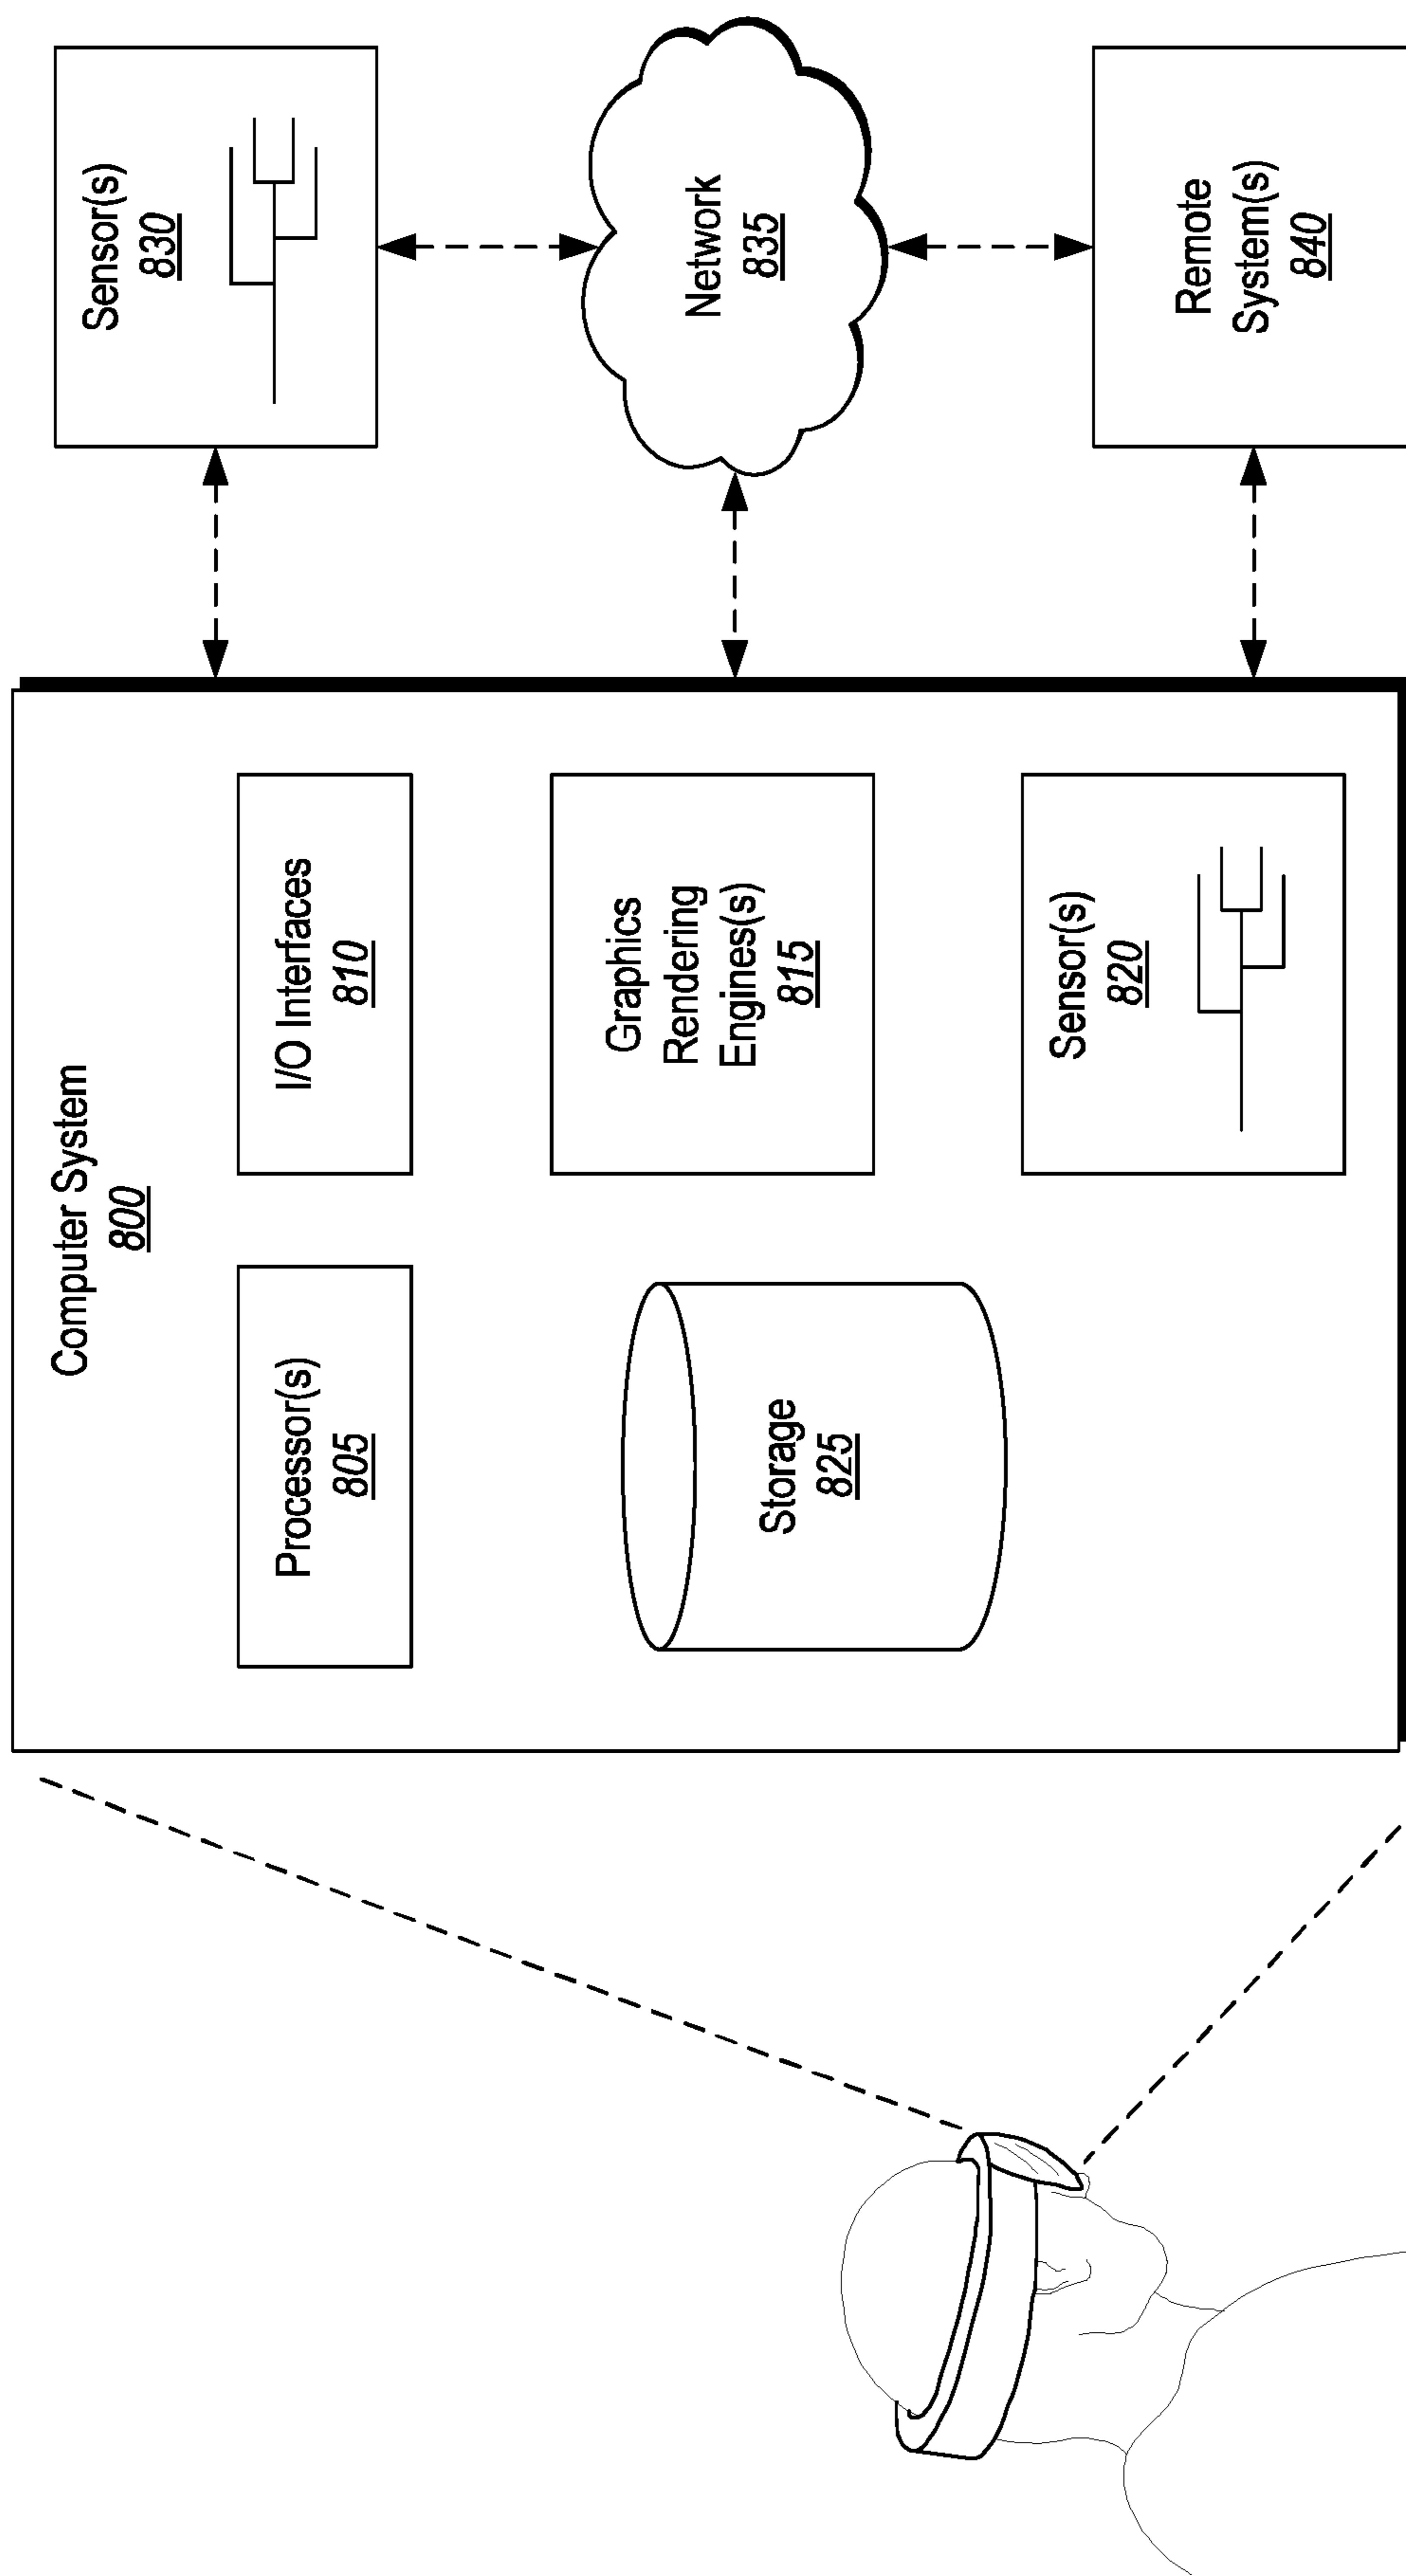 Computer System
800
Processor(s)
805
I/O Interfaces
810
Storage
825
Graphics
Rendering
Engines(s)
815
Sensor(s)
820
Sensor(s)
830
Network
835
Remote
System(s)
840